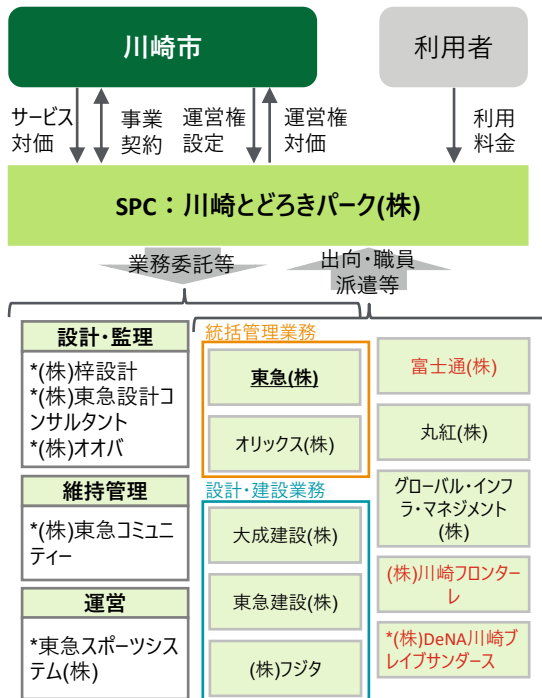 川崎市
利用者
サービス
対価
事業
契約
運営権
設定
運営権
対価
利用
料金
SPC：川崎とどろきパーク(株)
業務委託等
出向・職員
派遣等
設計・監理
*(株)梓設計
*(株)東急設計コ
ンサルタント
*(株)オオバ
維持管理
*(株)東急コミュニ
ティー
運営
*東急スポーツシス
テム(株)
統括管理業務
東急(株)
オリックス(株)
設計・建設業務
大成建設(株)
東急建設(株)
(株)フジタ
富士通(株)
丸紅(株)
グローバル・インフ
ラ・マネジメント
(株)
(株)川崎フロンター
レ
*(株)DeNA川崎ブ
レイブサンダース